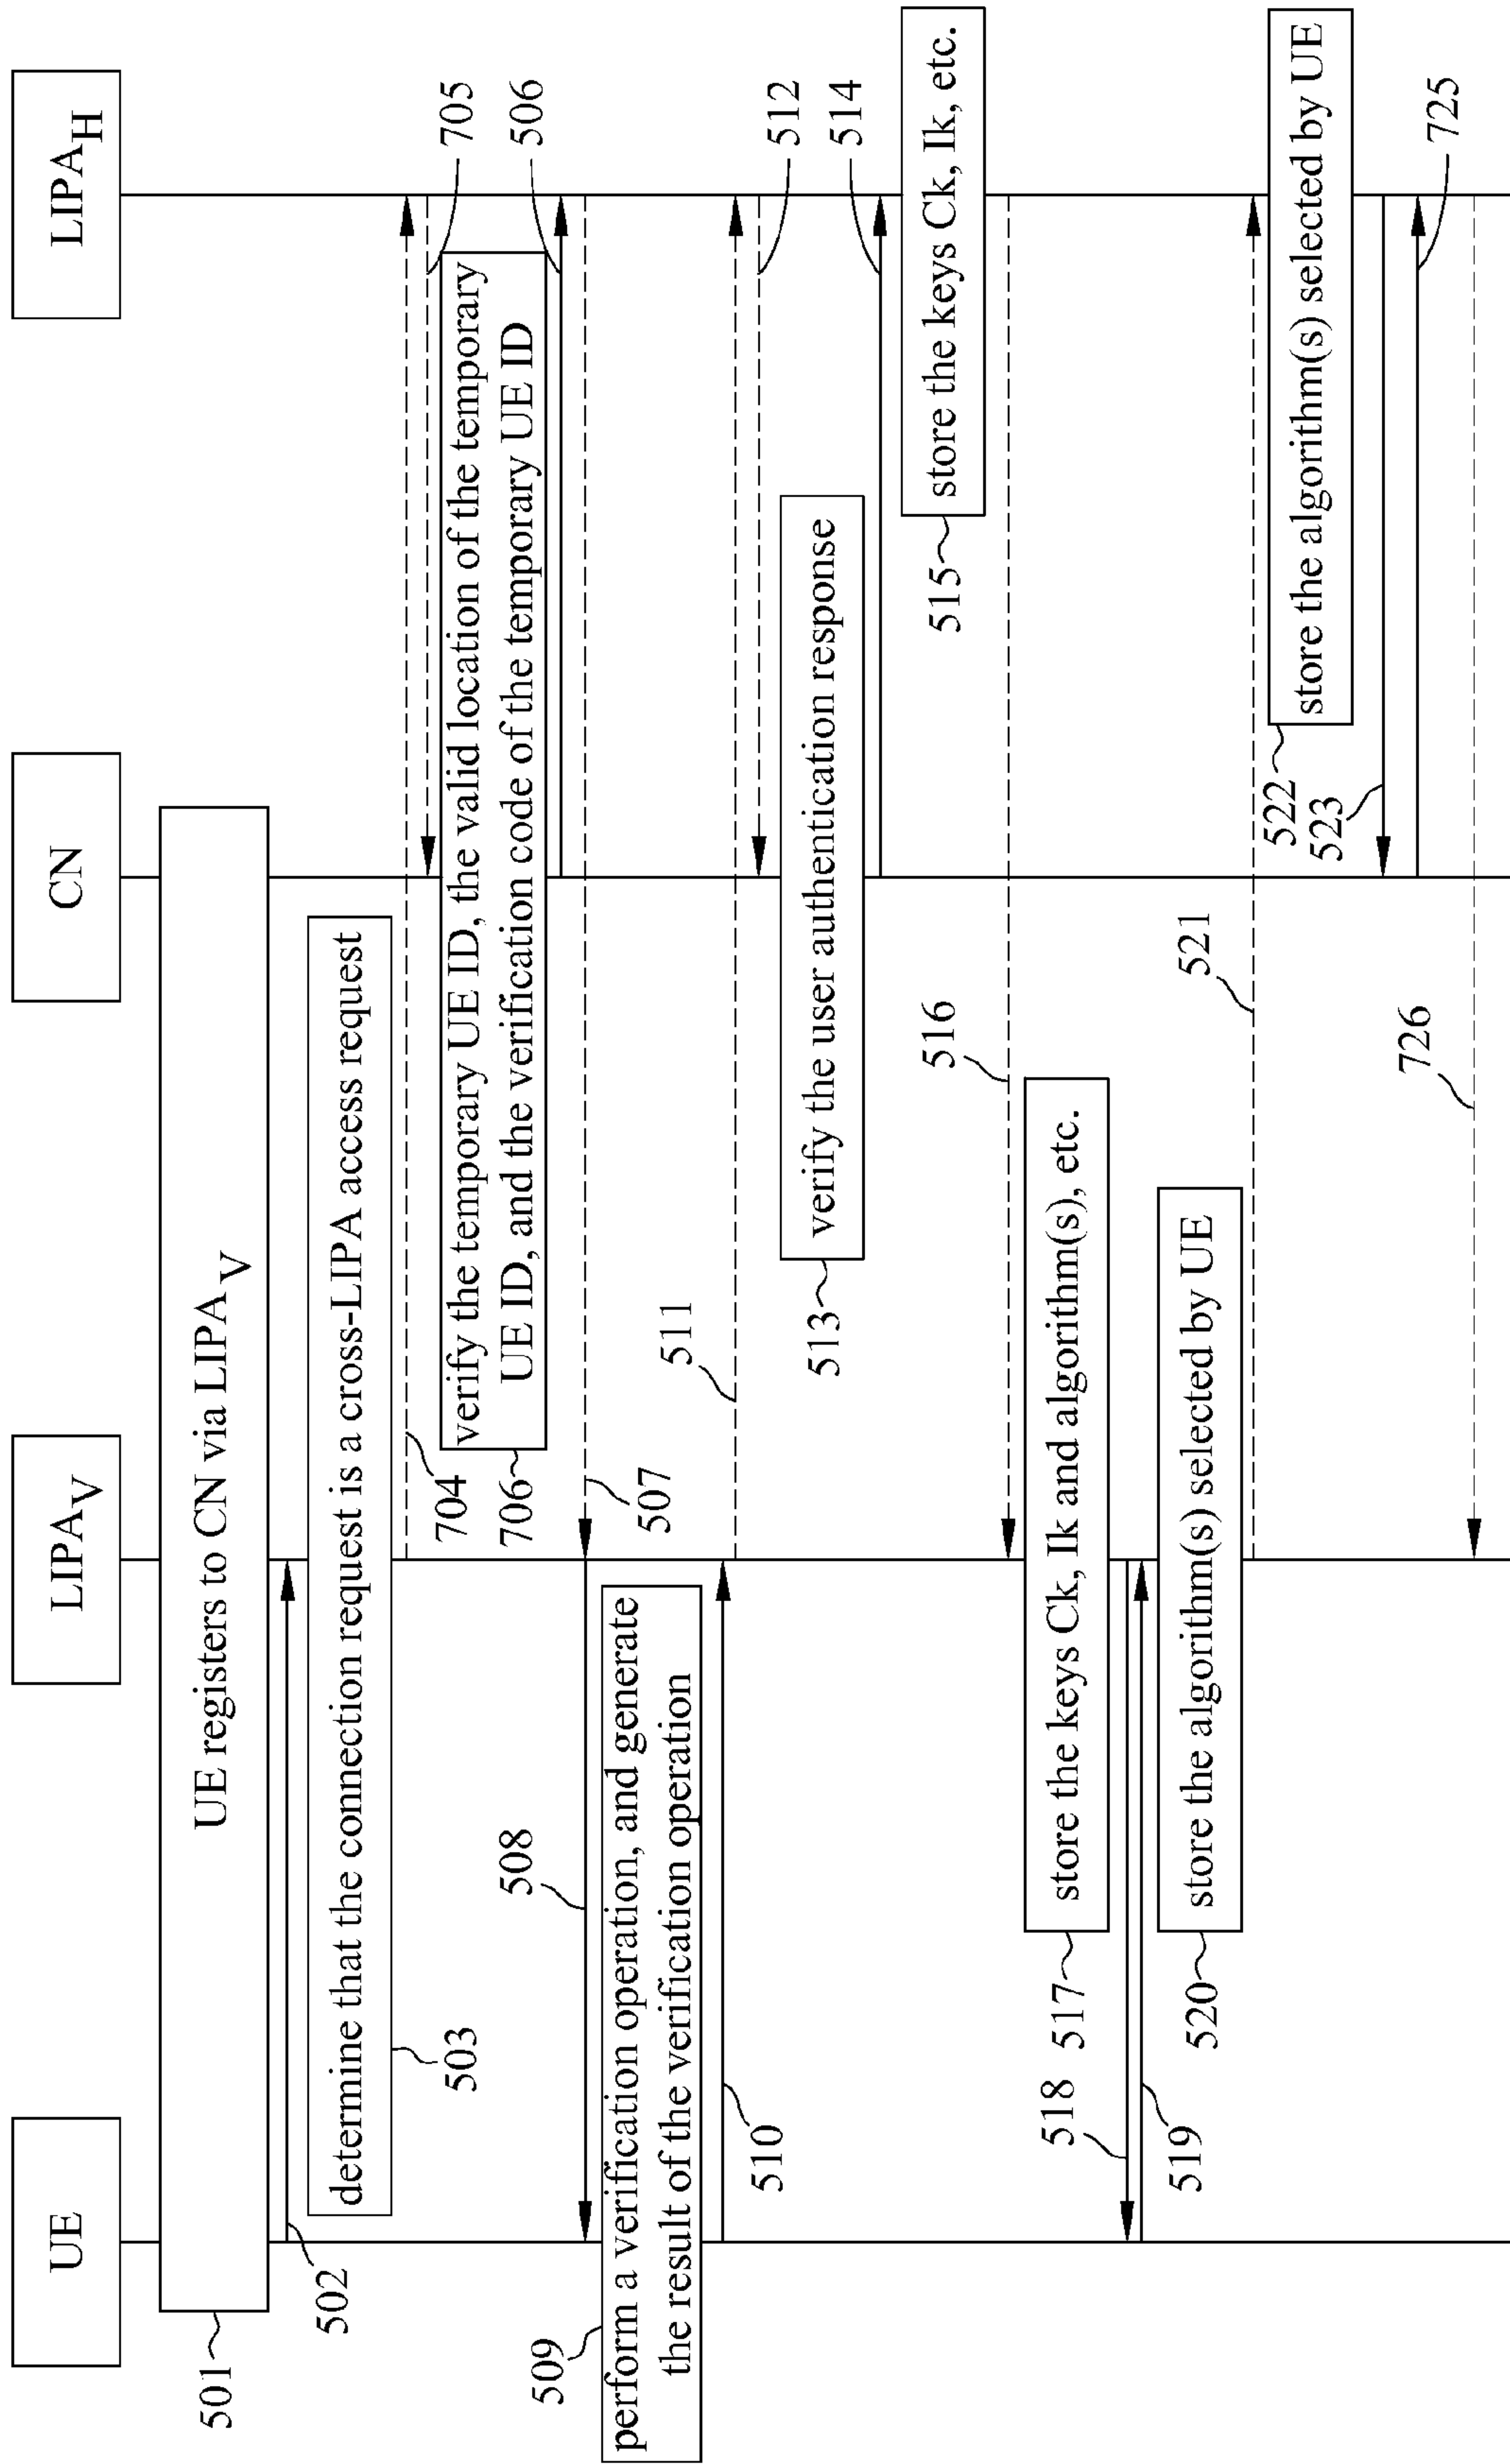 UE
LIPAV
CN
LIPAH
501
UE registers to CN via LIPAV
502
503
determine that the connection request is a cross-LIPA access request
704
705
706
verify the temporary UE ID, the valid location of the temporary
UE ID, and the verification code of the temporary UE ID
506
507
508
509
perform a verification operation, and generate
the result of the verification operation
510
511
512
513
verify the user authentication response
514
515
store the keys Ck, Ik, etc.
516
517
store the keys Ck, Ik and algorithm(s), etc.
518
519
520
store the algorithm(s) selected by UE
521
522
store the algorithm(s) selected by UE
523
725
726